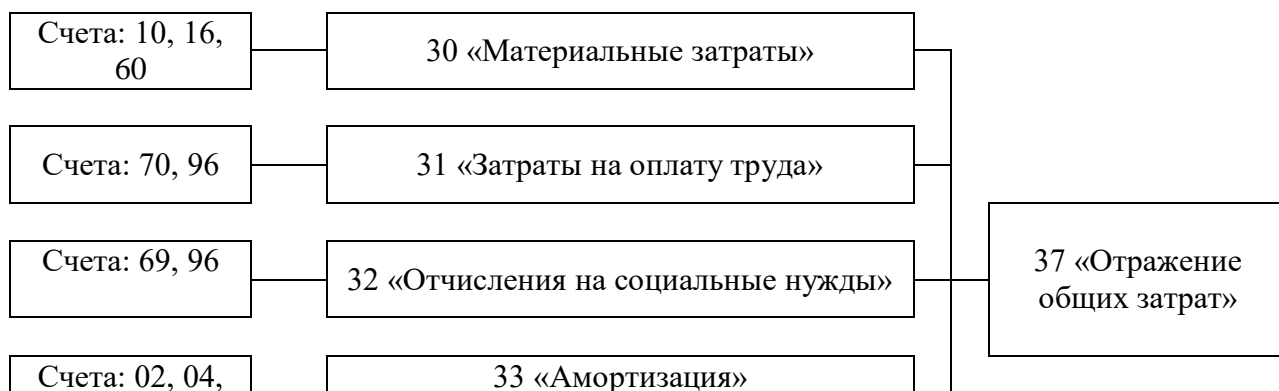 Счета: 10, 16,
60
30 «Материальные затраты»
Счета: 70, 96
31 «Затраты на оплату труда»
Счета: 69, 96
32 «Отчисления на социальные нужды»
37 «Отражение
общих затрат»
Счета: 02, 04,
33 «Амортизация»